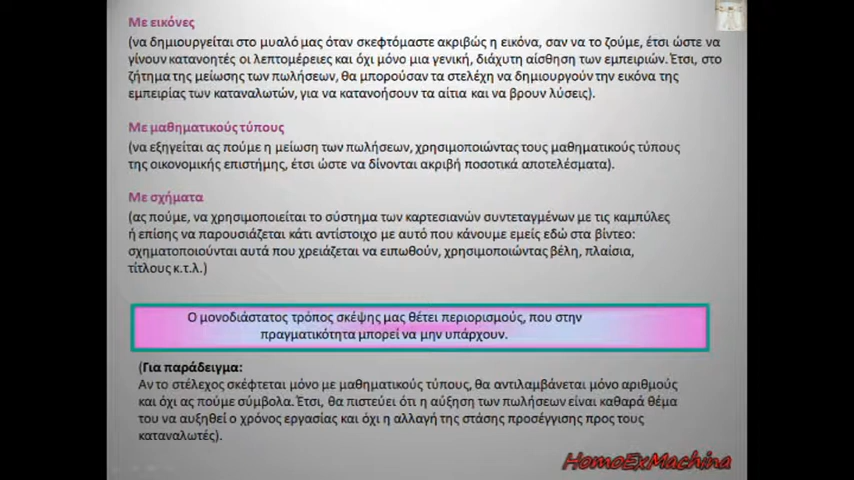 Με εικόνες
(να δημιουργείται στο μυαλό μας όταν σκεφτόμαστε ακριβώς η εικόνα, σαν να το ζούμε, έτσι ώστε να
γίνουν κατανοητές οι λεπτομέρειες και όχι μόνο μια γενική, διάχυτη αίσθηση των εμπειριών. Έτσι, στο
ζήτημα της μείωσης των πωλήσεων, θα μπορούσαν τα στελέχη να δημιουργούν την εικόνα της
εμπειρίας των καταναλωτών, για να κατανοήσουν τα αίτια και να βρουν λύσεις).
Με μαθηματικούς τύπους
(να εξηγείται ας πούμε η μείωση των πωλήσεων, χρησιμοποιώντας τους μαθηματικούς τύπους
της οικονομικής επιστήμης, έτσι ώστε να δίνονται ακριβή ποσοτικά αποτελέσματα).
Με σχήματα
(ας πούμε, να χρησιμοποιείται το σύστημα των καρτεσιανών συντεταγμένων με τις καμπύλες
ή επίσης να παρουσιάζεται κάτι αντίστοιχο με αυτό που κάνουμε εμείς εδώ στα βίντεο:
σχηματοποιούνται αυτά που χρειάζεται να ειπωθούν, χρησιμοποιώντας βέλη, πλαίσια,
τίτλους κ.τ.λ.)
Ο μονοδιάστατος τρόπος σκέψης μας θέτει περιορισμούς, που στην
πραγματικότητα μπορεί να μην υπάρχουν.
(Για παράδειγμα:
Αν το στέλεχος σκέφτεται μόνο με μαθηματικούς τύπους, θα αντιλαμβάνεται μόνο αριθμούς
και όχι ας πούμε σύμβολα. Έτσι, θα πιστεύει ότι η αύξηση των πωλήσεων είναι καθαρά θέμα
του να αυξηθεί ο χρόνος εργασίας και όχι η αλλαγή της στάσης προσέγγισης προς τους
καταναλωτές).
HomoExMachina